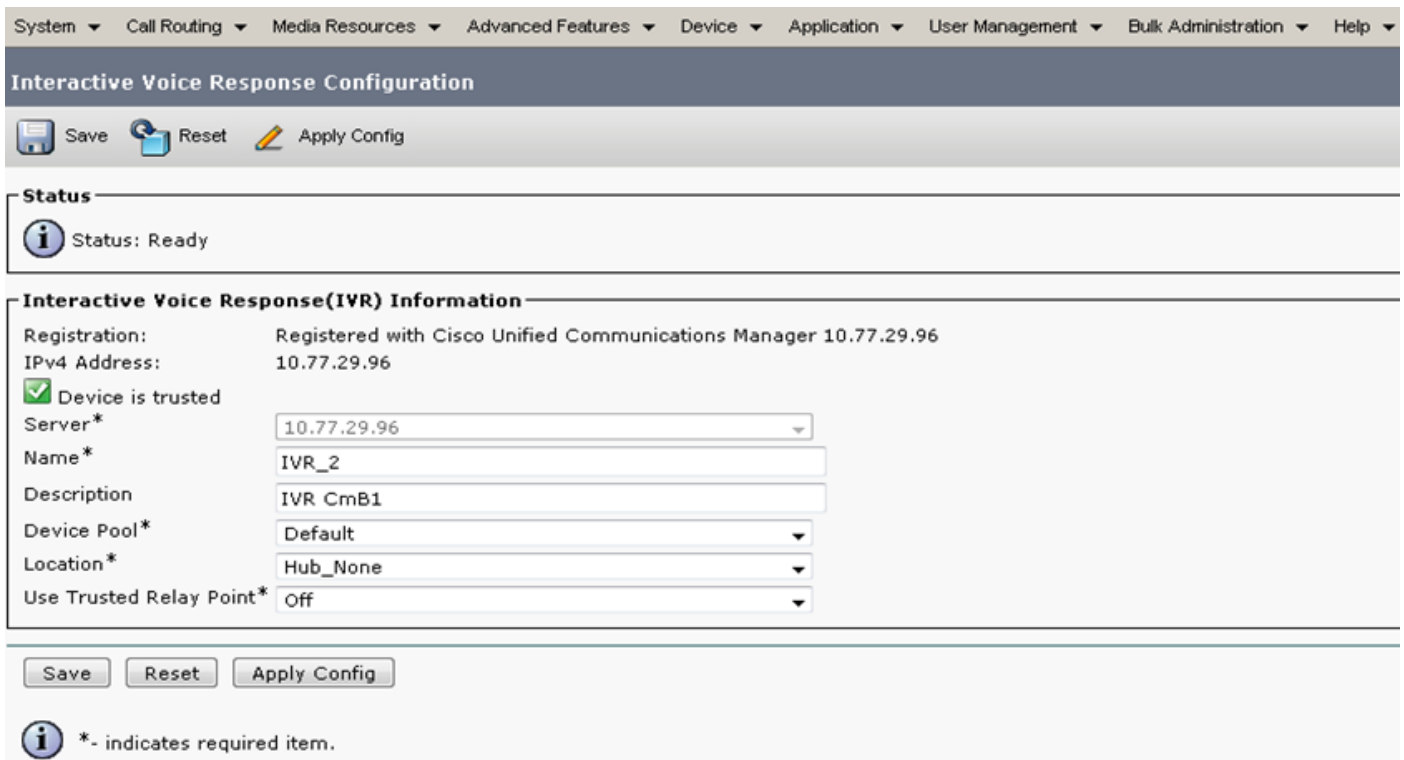 System Call Routing Media Resources Advanced Features Device Application User Management Bulk Administration Help
Interactive Voice Response Configuration
Save Reset Apply Config
Status
Status: Ready
Interactive Voice Response(IVR) Information
Registration: Registered with Cisco Unified Communications Manager 10.77.29.96
IPv4 Address: 10.77.29.96
Device is trusted
Server* 10.77.29.96
Name* IVR_2
Description IVR CmB1
Device Pool* Default
Location* Hub_None
Use Trusted Relay Point* Off
Save Reset Apply Config
*- indicates required item.